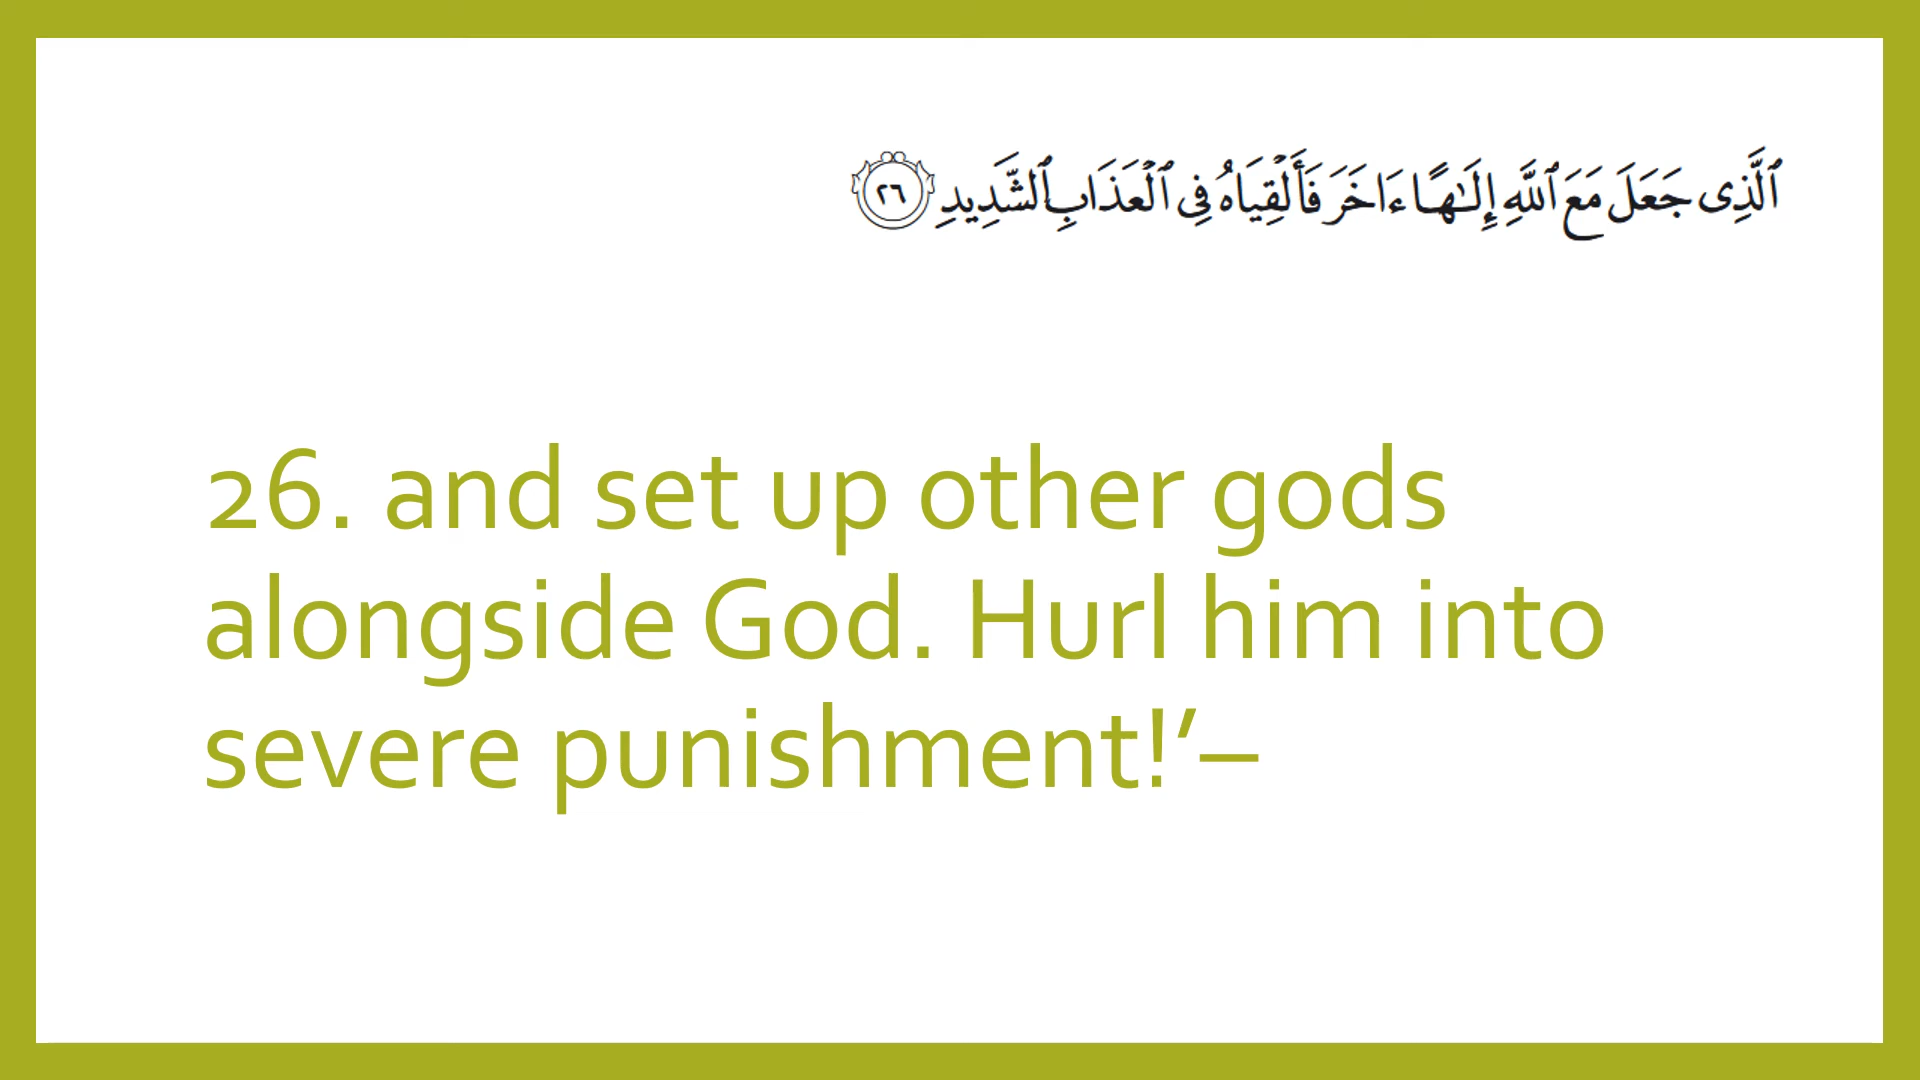 ٱلَّذِى جَعَلَ مَعَ ٱللَّهِ إِلَـٰهًا ءَاخَرَ فَأَلْقِيَاهُ فِى ٱلْعَذَابِ ٱلشَّدِيدِ ٢٦
26. and set up other gods
alongside God. Hurl him into
severe punishment!’–